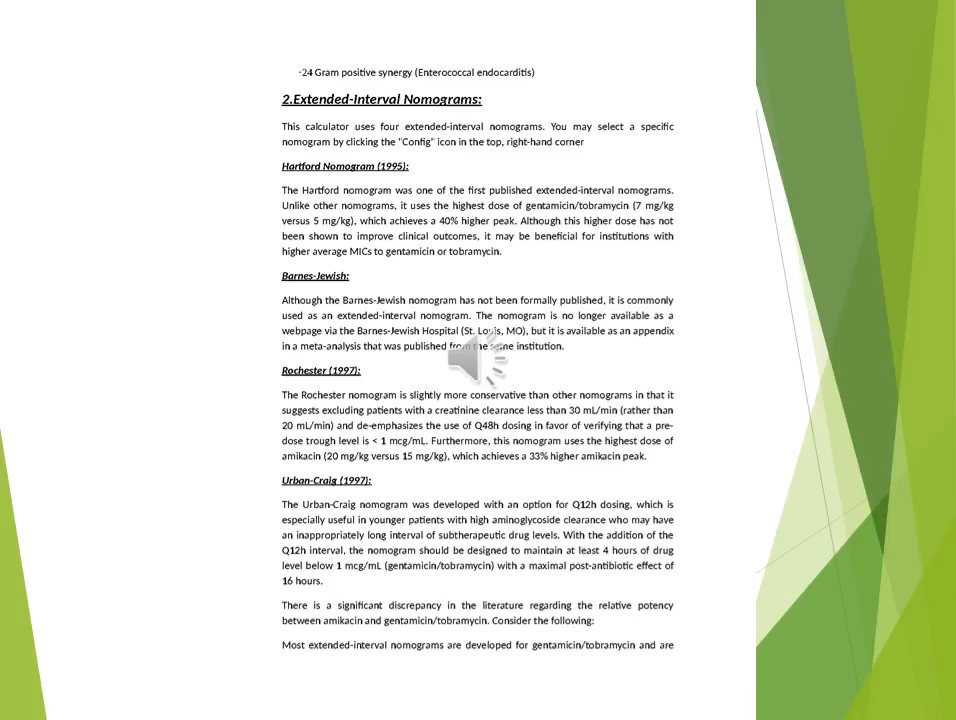 ·24 Gram positive synergy (Enterococcal endocarditis)
2.Extended-Interval Nomograms:
This calculator uses four extended-interval nomograms. You may select a specific
nomogram by clicking the "Config" icon in the top, right-hand corner
Hartford Nomogram (1995):
The Hartford nomogram was one of the first published extended-interval nomograms.
Unlike other nomograms, it uses the highest dose of gentamicin/tobramycin (7 mg/kg
versus 5 mg/kg), which achieves a 40% higher peak. Although this higher dose has not
been shown to improve clinical outcomes, it may be beneficial for institutions with
higher average MICs to gentamicin or tobramycin.
Barnes-Jewish:
Although the Barnes-Jewish nomogram has not been formally published, it is commonly
used as an extended-interval nomogram. The nomogram is no longer available as a
webpage via the Barnes-Jewish Hospital (St. Louis, MO), but it is available as an appendix
in a meta-analysis that was published from the same institution.
Rochester (1997):
The Rochester nomogram is slightly more conservative than other nomograms in that it
suggests excluding patients with a creatinine clearance less than 30 mL/min (rather than
20 mL/min) and de-emphasizes the use of Q48h dosing in favor of verifying that a pre-
dose trough level is < 1 mcg/mL. Furthermore, this nomogram uses the highest dose of
amikacin (20 mg/kg versus 15 mg/kg), which achieves a 33% higher amikacin peak.
Urban-Craig (1997):
The Urban-Craig nomogram was developed with an option for Q12h dosing, which is
especially useful in younger patients with high aminoglycoside clearance who may have
an inappropriately long interval of subtherapeutic drug levels. With the addition of the
Q12h interval, the nomogram should be designed to maintain at least 4 hours of drug
level below 1 mcg/mL (gentamicin/tobramycin) with a maximal post-antibiotic effect of
16 hours.
There is a significant discrepancy in the literature regarding the relative potency
between amikacin and gentamicin/tobramycin. Consider the following:
Most extended-interval nomograms are developed for gentamicin/tobramycin and are